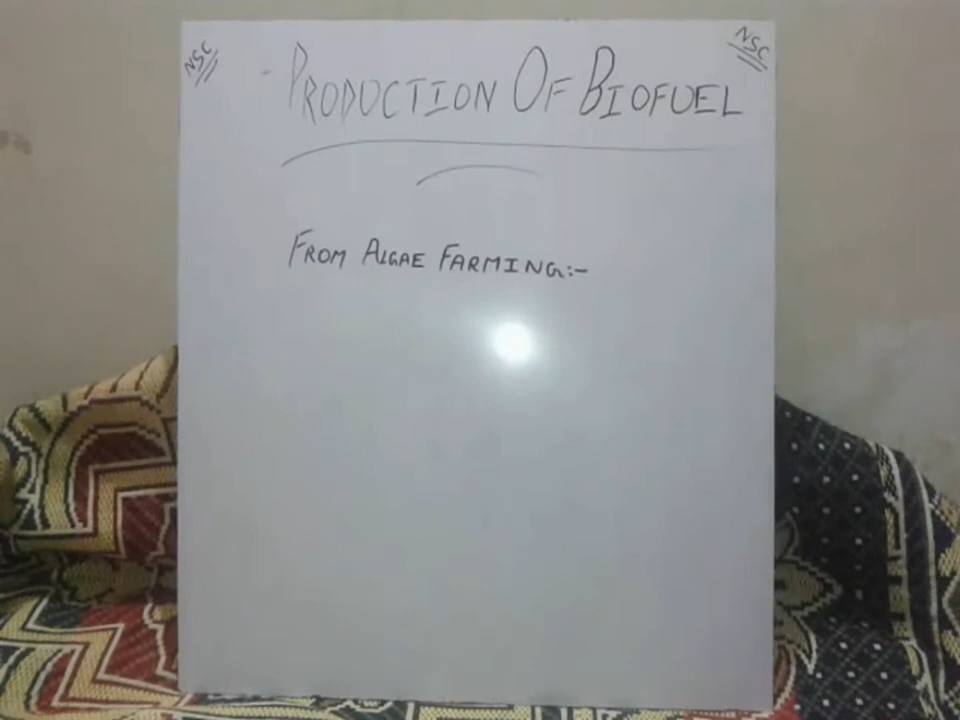 NSC
NSC
PRODUCTION OF BIOFUEL
FROM ALGAE FARMING:-